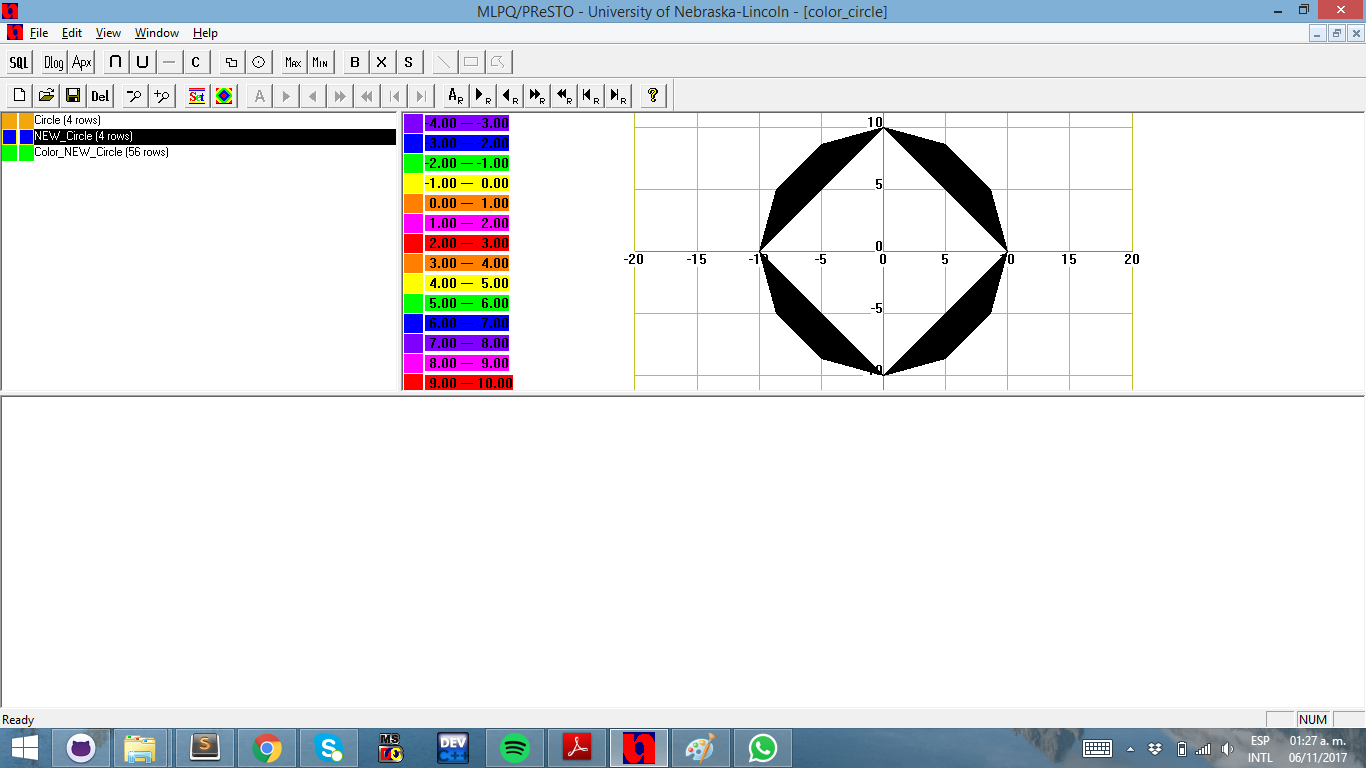 MLPQ/PReSTO - University of Nebraska-Lincoln - [color_circle]
File Edit View Window Help
SQL Dlog Apx ∩ U — C Max Min B X S
Del Set A A R R R R R R R ?
Circle (4 rows)
NEW_Circle (4 rows)
Color_NEW_Circle (56 rows)
-4.00 — -3.00
-3.00 — -2.00
-2.00 — -1.00
-1.00 — 0.00
0.00 — 1.00
1.00 — 2.00
2.00 — 3.00
3.00 — 4.00
4.00 — 5.00
5.00 — 6.00
6.00 — 7.00
7.00 — 8.00
8.00 — 9.00
9.00 — 10.00
10
5
0
-20 -15 -10 -5 0 5 10 15 20
-5
-10
Ready
NUM
S
MS
DEV
C++
ESP
INTL
01:27 a. m.
06/11/2017